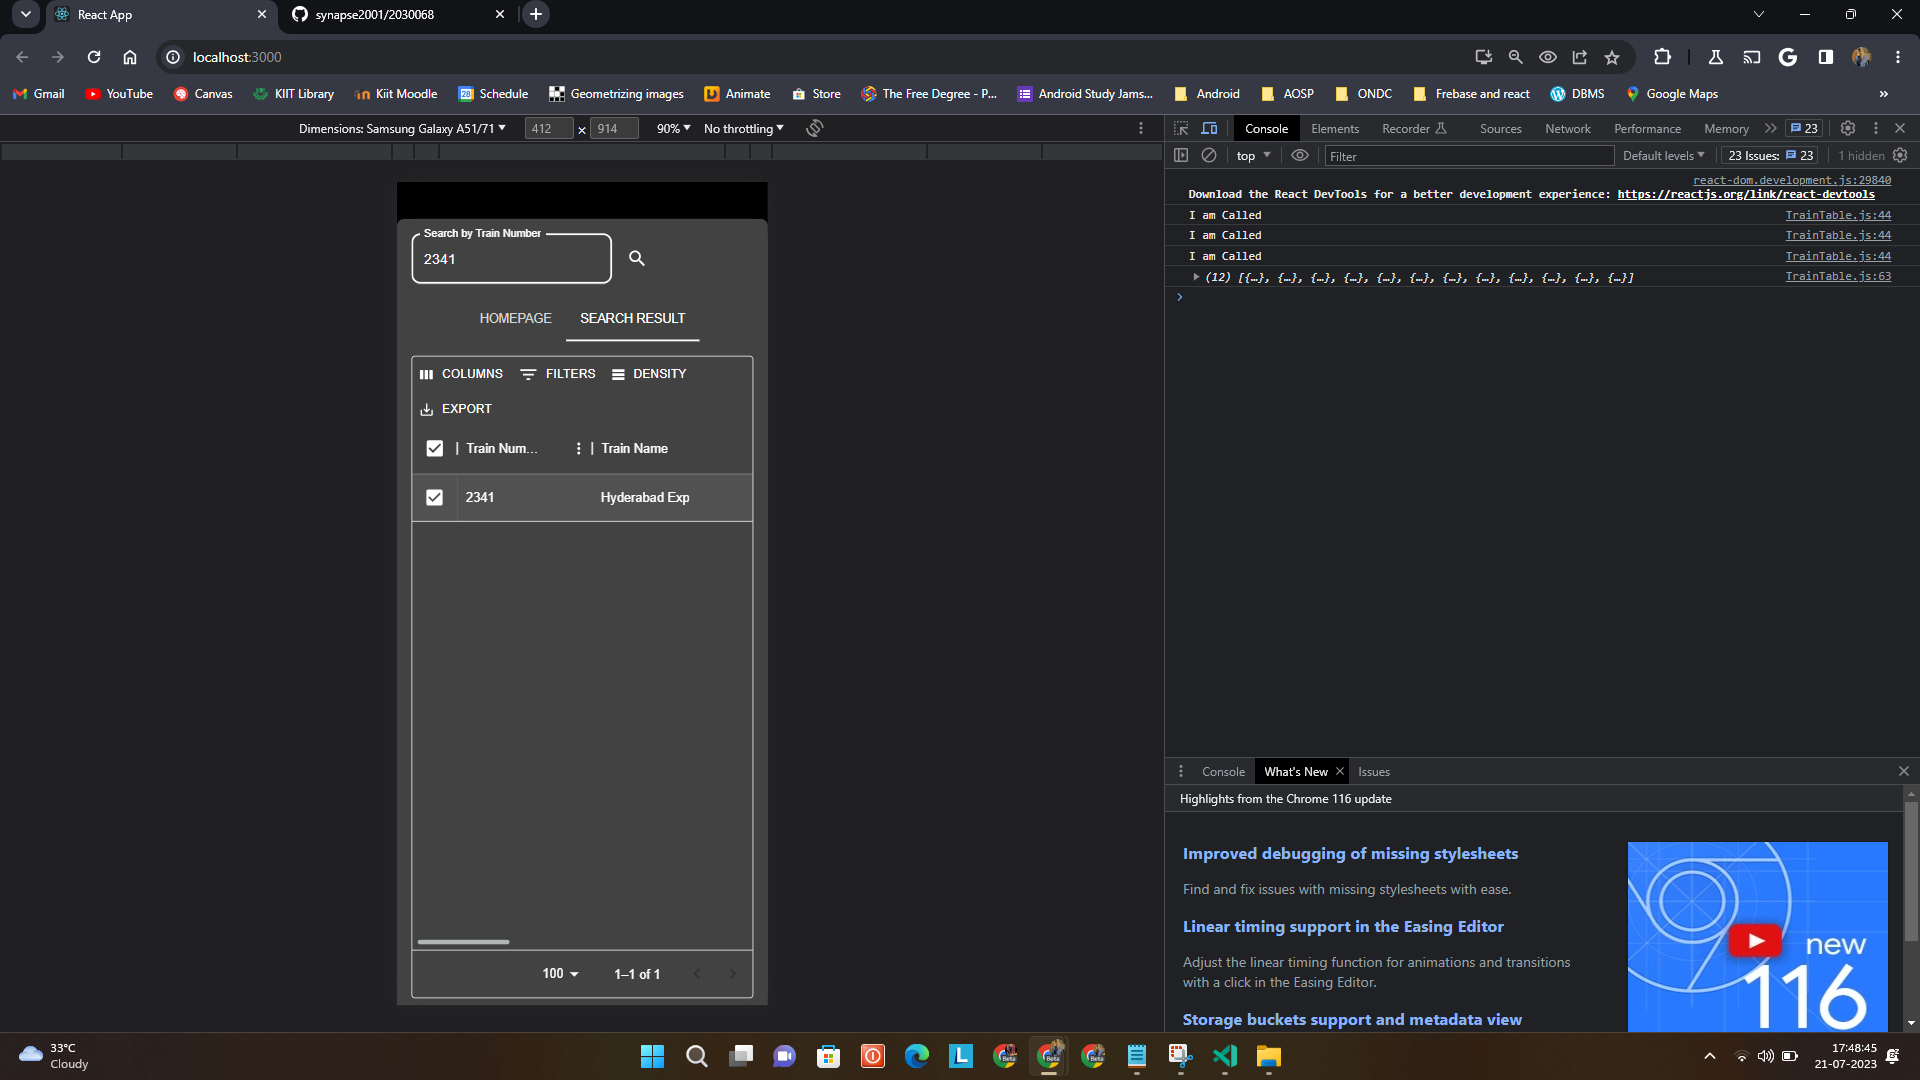 React App
synapse2001/2030068
localhost:3000
Gmail
YouTube
Canvas
KIIT Library
Kiit Moodle
28 Schedule
Geometrizing images
Animate
Store
The Free Degree - P...
Android Study Jams...
Android
AOSP
ONDC
Frebase and react
DBMS
Google Maps
Dimensions: Samsung Galaxy A51/71
412 × 914
90%
No throttling
Console
Elements
Recorder
Sources
Network
Performance
Memory
23
top
Filter
Default levels
23 Issues: 23
1 hidden
react-dom.development.js:29840
Download the React DevTools for a better development experience: https://reactjs.org/link/react-devtools
I am Called TrainTable.js:44
I am Called TrainTable.js:44
I am Called TrainTable.js:44
(12) [{…}, {…}, {…}, {…}, {…}, {…}, {…}, {…}, {…}, {…}, {…}, {…}] TrainTable.js:63
Search by Train Number
2341
HOMEPAGE SEARCH RESULT
COLUMNS FILTERS DENSITY
EXPORT
Train Num... Train Name
2341 Hyderabad Exp
100 1–1 of 1
Console What's New Issues
Highlights from the Chrome 116 update
Improved debugging of missing stylesheets
Find and fix issues with missing stylesheets with ease.
Linear timing support in the Easing Editor
Adjust the linear timing function for animations and transitions
with a click in the Easing Editor.
Storage buckets support and metadata view
new
116
33°C
Cloudy
L
Beta
Beta
Beta
17:48:45
21-07-2023